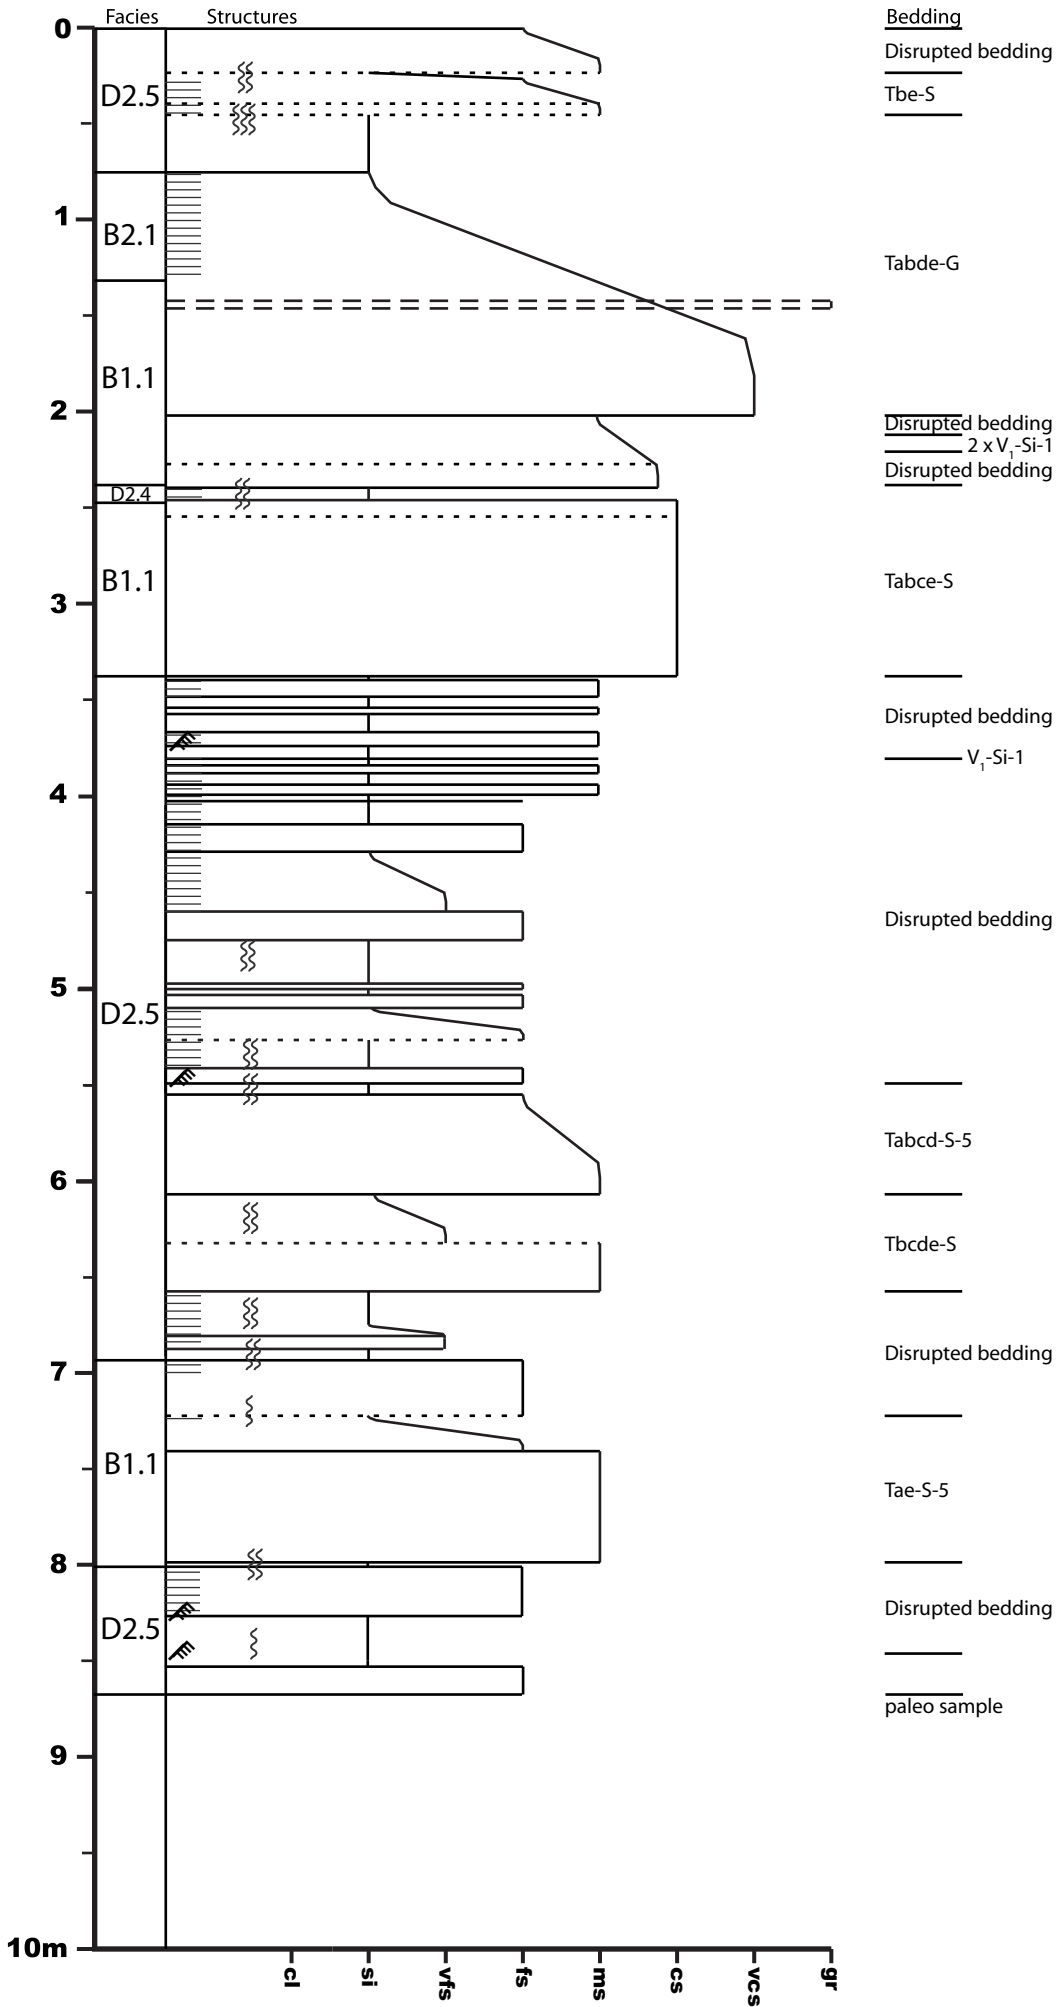 Facies Structures Bedding
0
Disrupted bedding
D2.5
Tbe-S
1
B2.1
Tabde-G
B1.1
2
Disrupted bedding
2 x V1-Si-1
Disrupted bedding
D2.4
B1.1
Tabce-S
3
Disrupted bedding
V1-Si-1
4
Disrupted bedding
5
D2.5
Tabcd-S-5
6
Tbcde-S
Disrupted bedding
7
B1.1
Tae-S-5
8
Disrupted bedding
D2.5
paleo sample
9
10m
cl si vfs fs ms cs vcs gr